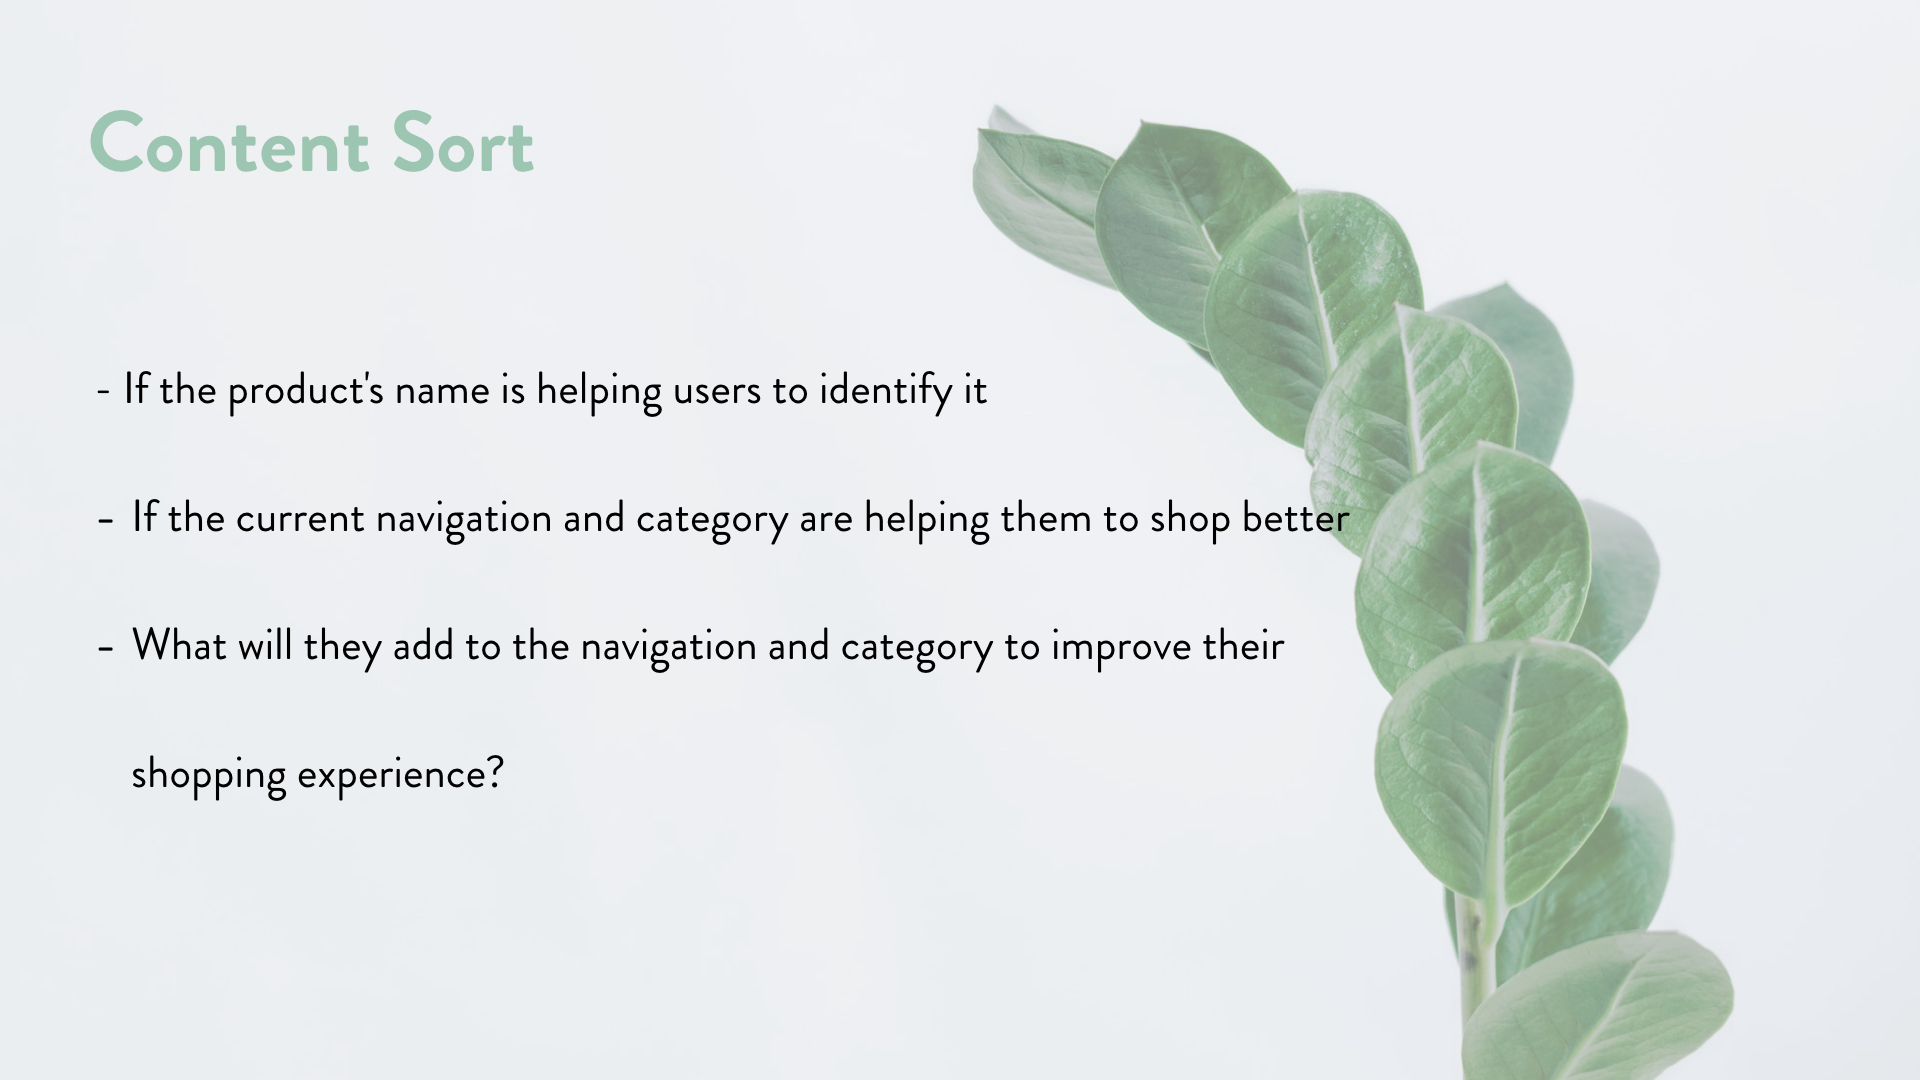 Content Sort
- If the product's name is helping users to identify it
- If the current navigation and category are helping them to shop better
- What will they add to the navigation and category to improve their
shopping experience?